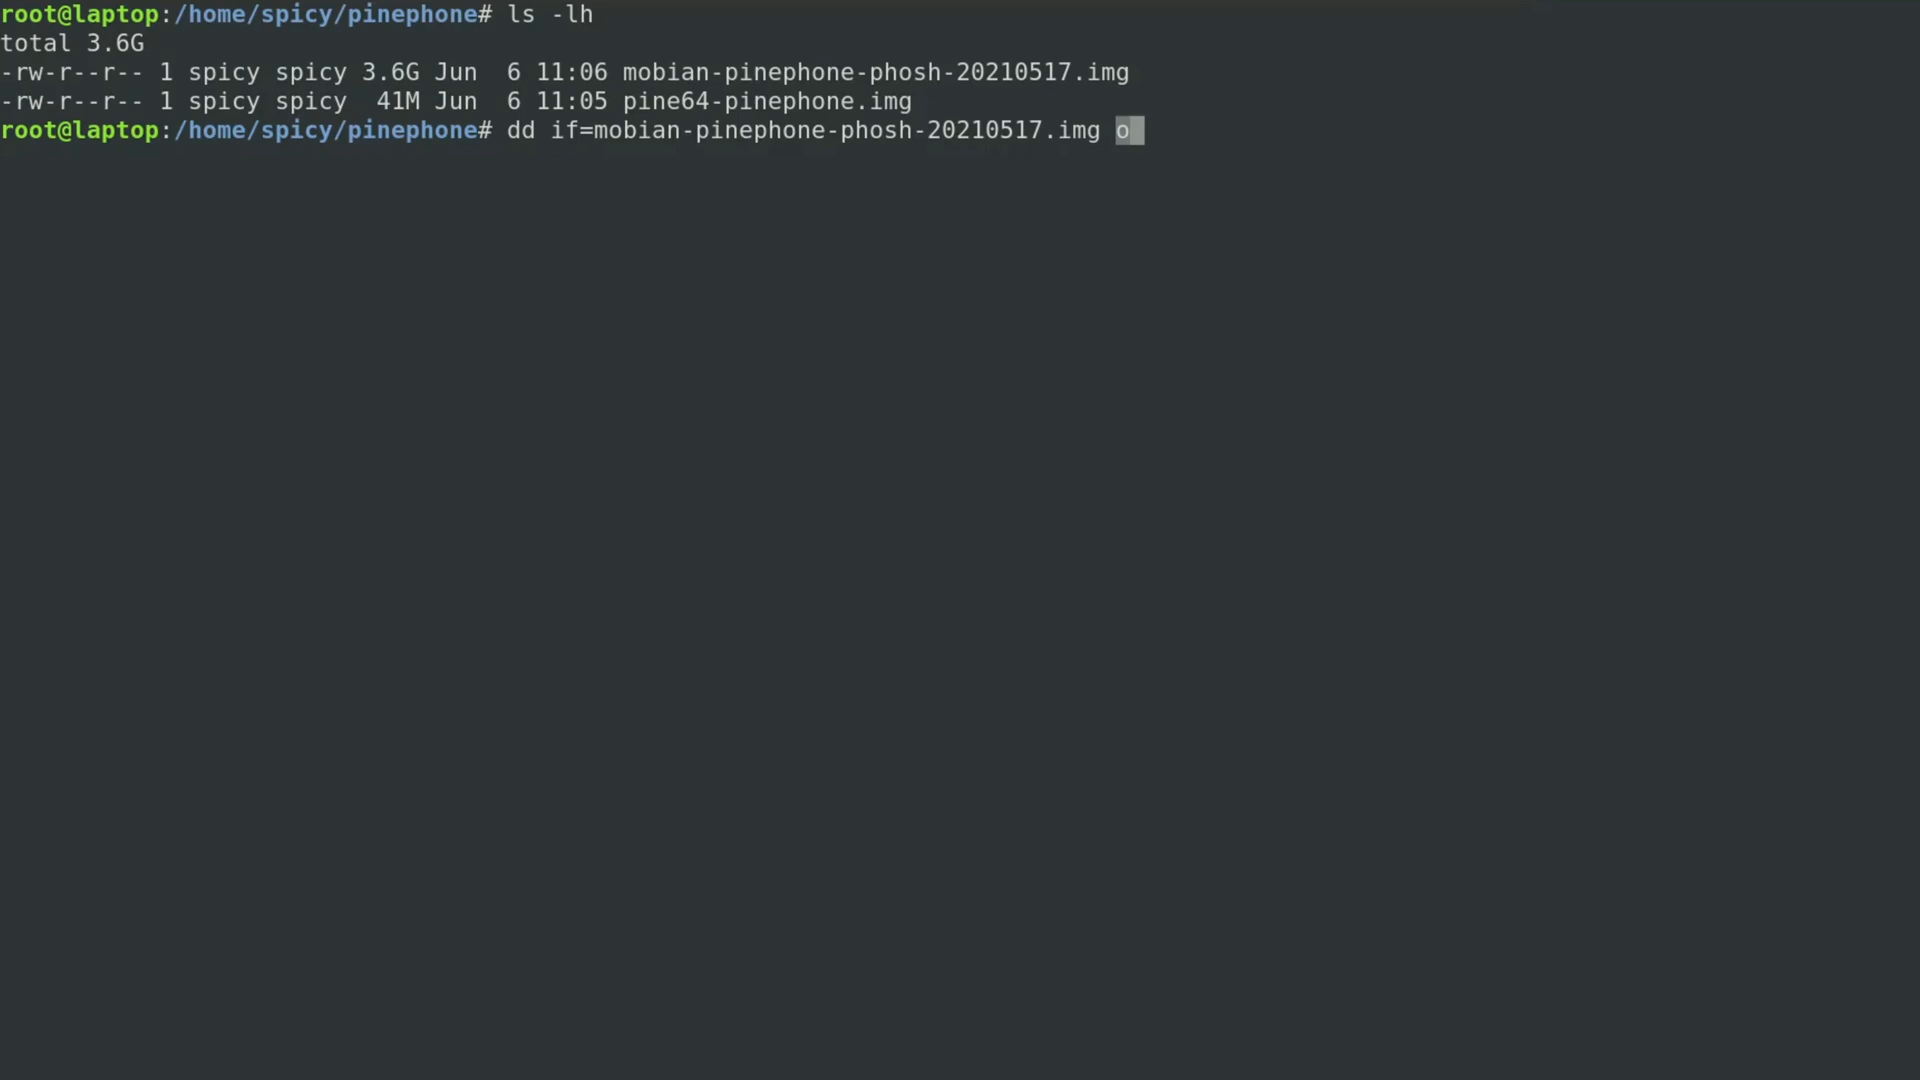 root@laptop:/home/spicy/pinephone# ls -lh
total 3.6G
-rw-r--r-- 1 spicy spicy 3.6G Jun  6 11:06 mobian-pinephone-phosh-20210517.img
-rw-r--r-- 1 spicy spicy  41M Jun  6 11:05 pine64-pinephone.img
root@laptop:/home/spicy/pinephone# dd if=mobian-pinephone-phosh-20210517.img o